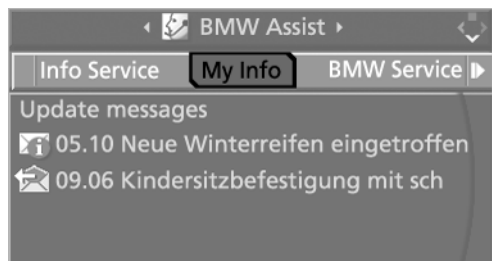 BMW Assist
Info Service My Info BMW Service
Update messages
05.10 Neue Winterreifen eingetroffen
09.06 Kindersitzbefestigung mit sch